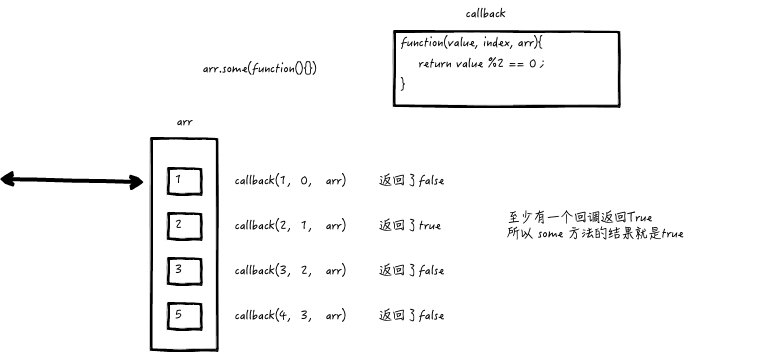 callback
function(value, index, arr){
return value %2 == 0;
}
arr.some(function(){})
arr
1 callback(1, 0, arr) 返回了false
2 callback(2, 1, arr) 返回了true
至少有一个回调返回True
所以 some 方法的结果就是true
3 callback(3, 2, arr) 返回了false
5 callback(4, 3, arr) 返回了false